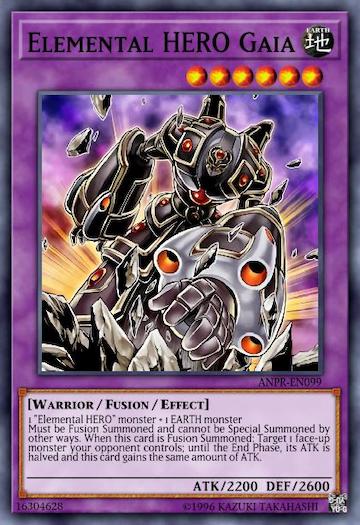 Elemental HERO Gaia
EARTH
地
ANPR-EN099
[Warrior / Fusion / Effect]
1 "Elemental HERO" monster + 1 EARTH monster
Must be Fusion Summoned and cannot be Special Summoned by
other ways. When this card is Fusion Summoned: Target 1 face-up
monster your opponent controls; until the End Phase, its ATK is
halved and this card gains the same amount of ATK.
ATK/2200 DEF/2600
16304628
©1996 KAZUKI TAKAHASHI